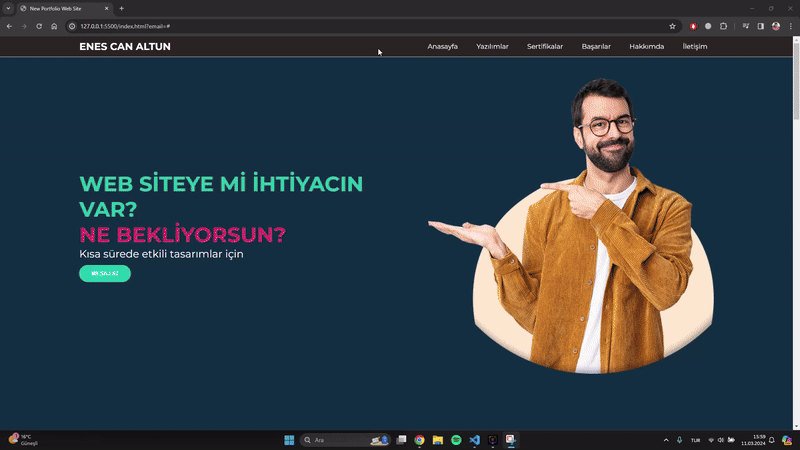 New Portfolio Web Site
127.0.0.1:5500/index.html?email=#
ENES CAN ALTUN
Anasayfa Yazılımlar Sertifikalar Başarılar Hakkımda İletişim
WEB SİTEYE Mİ İHTİYACIN
VAR?
NE BEKLİYORSUN?
Kısa sürede etkili tasarımlar için
16°C
Güneşli
Ara
TUR
15:59
11.03.2024